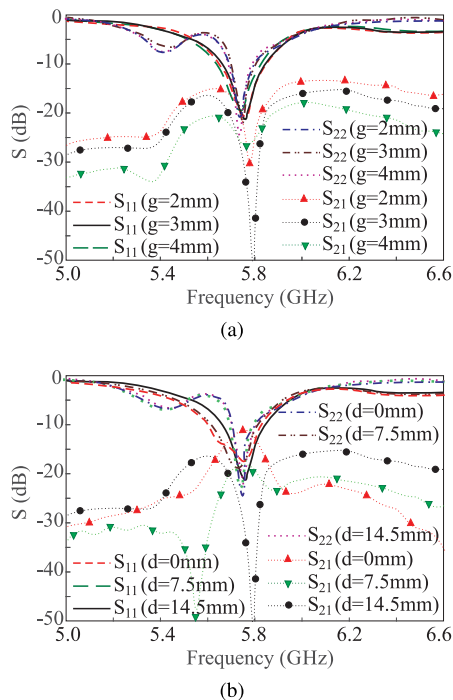 0
-10
-20
-30
-40
-50
S (dB)
S22(g=2mm)
S22(g=3mm)
S22(g=4mm)
S11(g=2mm)
S11(g=3mm)
S11(g=4mm)
S21(g=2mm)
S21(g=3mm)
S21(g=4mm)
5.0 5.4 5.8 6.2 6.6
Frequency (GHz)
(a)
0
-10
-20
-30
-40
-50
S (dB)
S22(d=0mm)
S22(d=7.5mm)
S11(d=0mm)
S11(d=7.5mm)
S11(d=14.5mm)
S22(d=14.5mm)
S21(d=0mm)
S21(d=7.5mm)
S21(d=14.5mm)
5.0 5.4 5.8 6.2 6.6
Frequency (GHz)
(b)